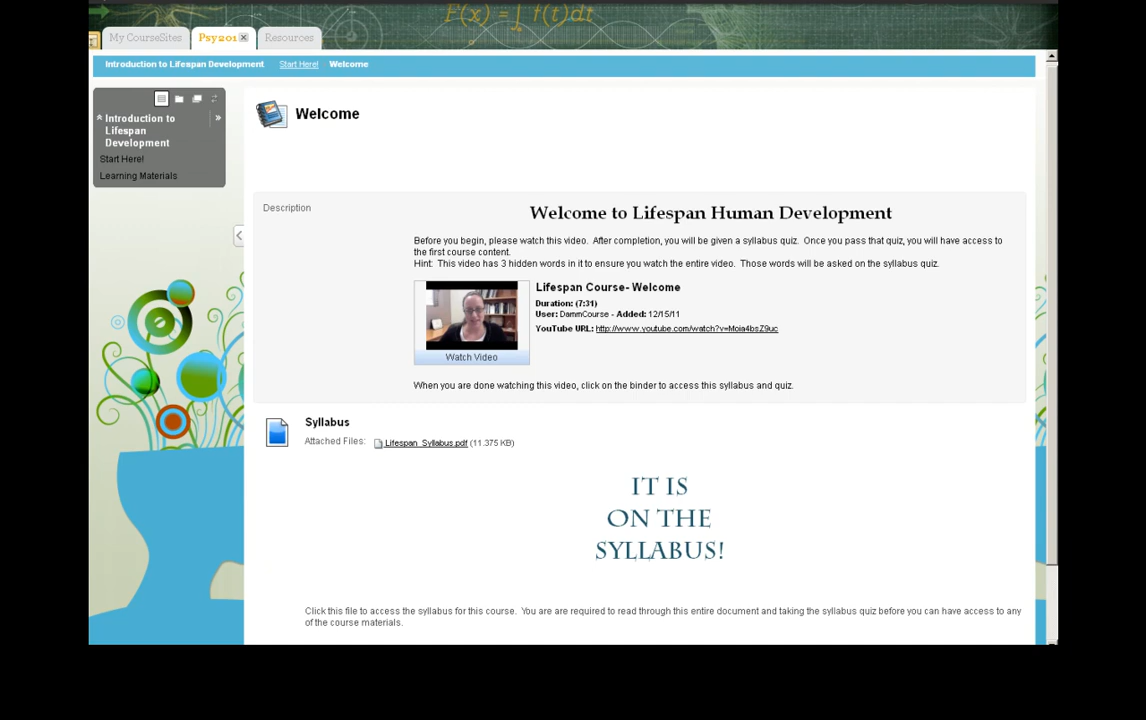 F(x) = ∫ f(t)dt
My CourseSites Psy201 Resources
Introduction to Lifespan Development Start Here! Welcome
Introduction to
Lifespan
Development
Start Here!
Learning Materials
Welcome
Description
Welcome to Lifespan Human Development
Before you begin, please watch this video. After completion, you will be given a syllabus quiz. Once you pass that quiz, you will have access to
the first course content.
Hint: This video has 3 hidden words in it to ensure you watch the entire video. Those words will be asked on the syllabus quiz.
Lifespan Course- Welcome
Duration: (7:31)
User: DammCourse - Added: 12/15/11
YouTube URL: http://www.youtube.com/watch?v=Moia4bsZ9uc
Watch Video
When you are done watching this video, click on the binder to access this syllabus and quiz.
Syllabus
Attached Files: Lifespan_Syllabus.pdf (11.375 KB)
IT IS
ON THE
SYLLABUS!
Click this file to access the syllabus for this course. You are are required to read through this entire document and taking the syllabus quiz before you can have access to any
of the course materials.